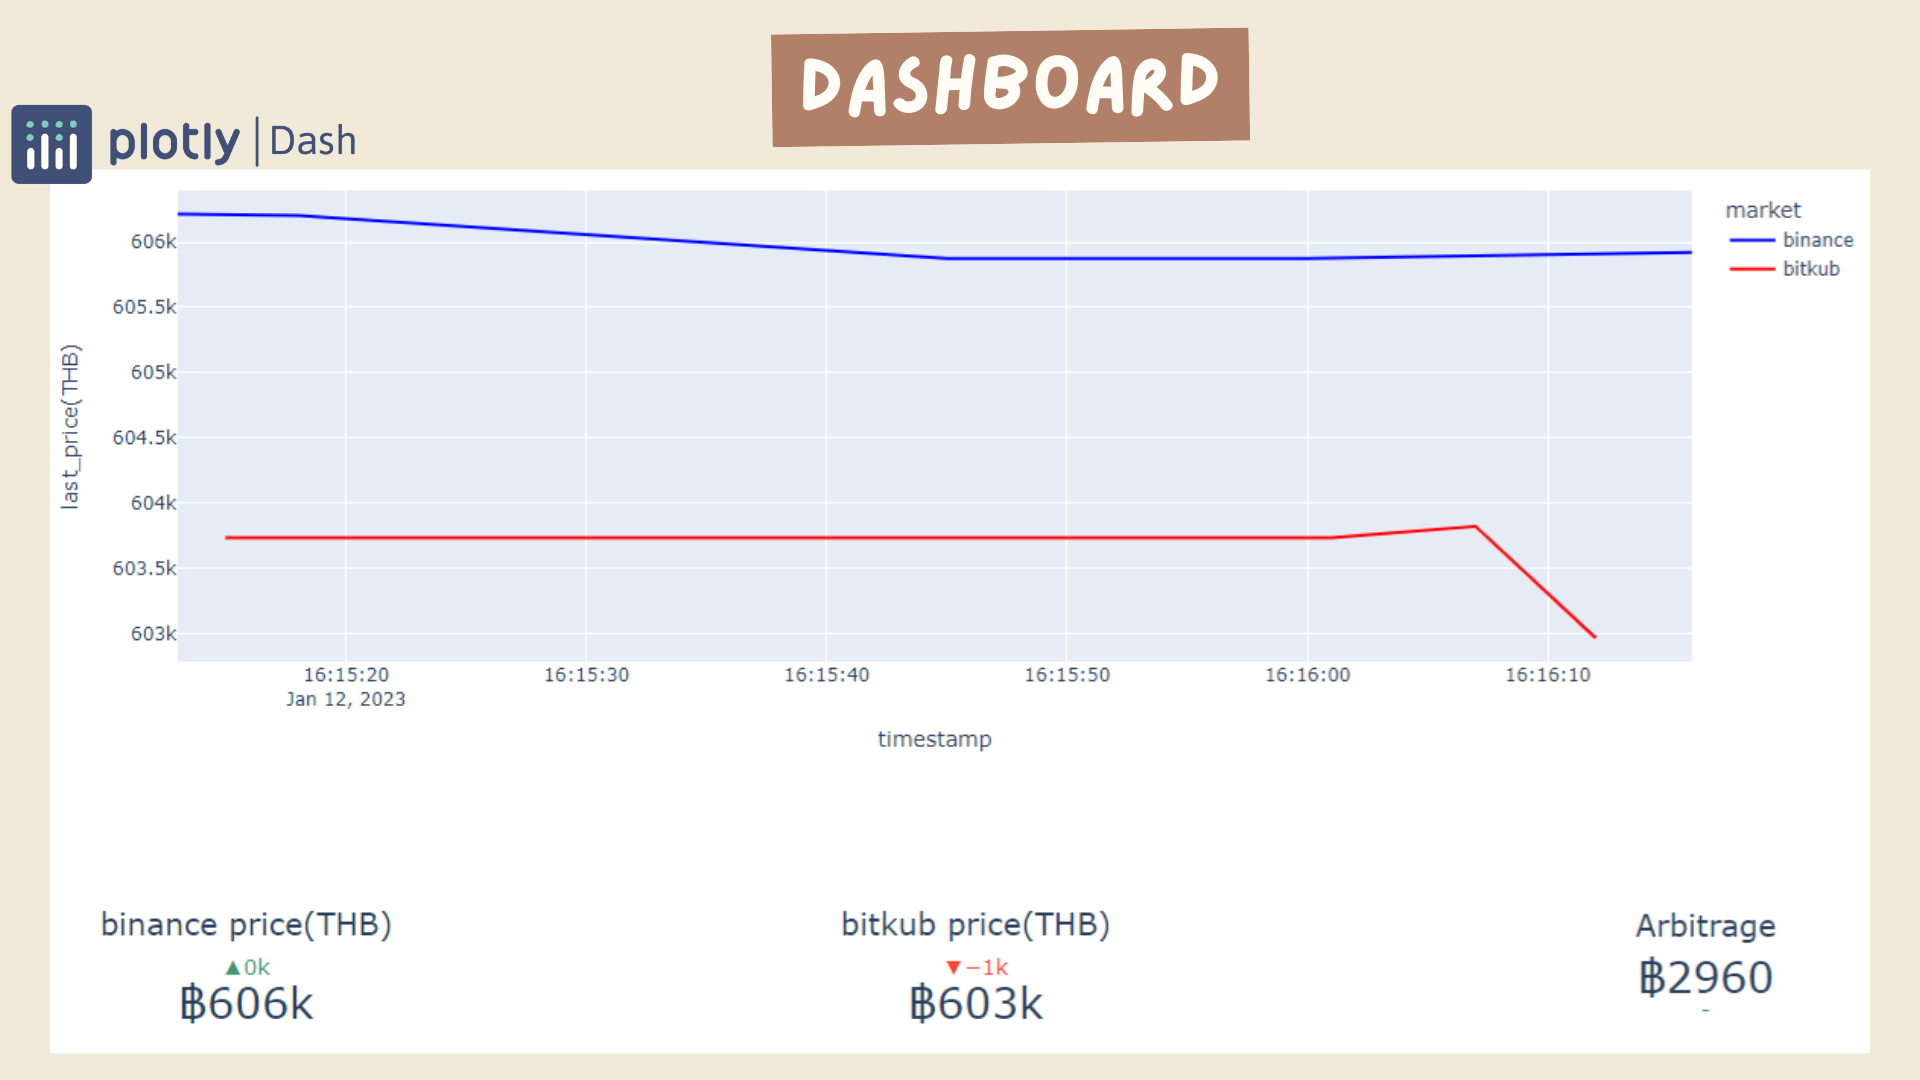 DASHBOARD
plotly | Dash
market
binance
bitkub
606k
605.5k
605k
604.5k
604k
603.5k
603k
last_price(THB)
16:15:20 16:15:30 16:15:40 16:15:50 16:16:00 16:16:10
Jan 12, 2023
timestamp
binance price(THB) bitkub price(THB) Arbitrage
▲0k ▼−1k
฿606k ฿603k ฿2960
-